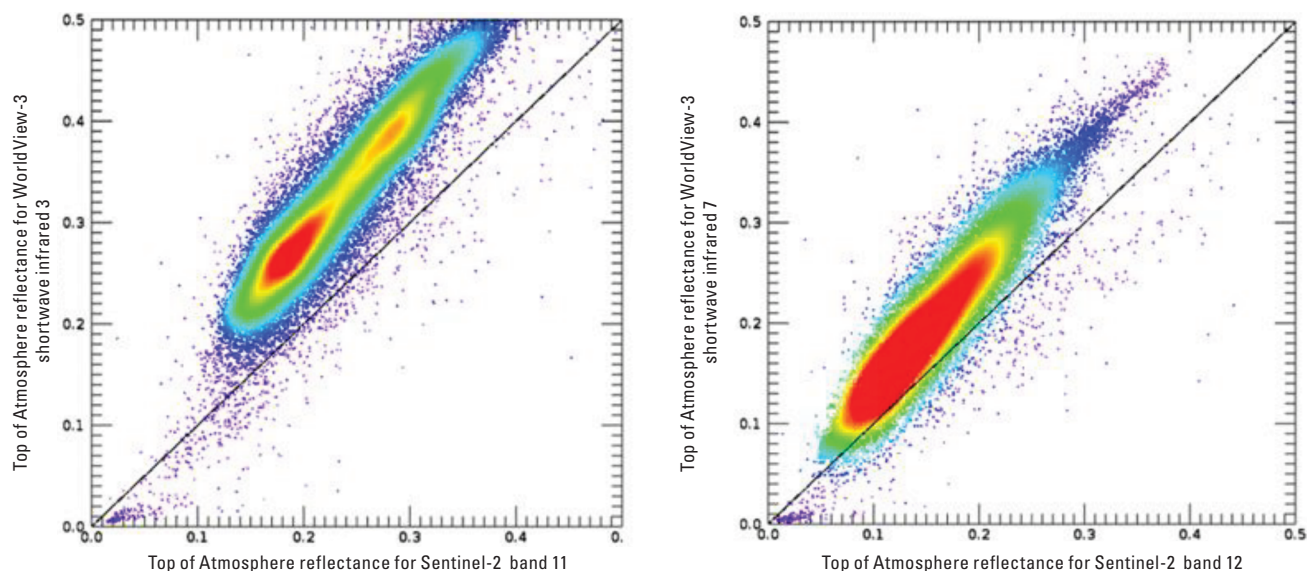 Top of Atmosphere reflectance for WorldView-3
shortwave infrared 3
0.5
0.4
0.3
0.2
0.1
0.0
0.0 0.1 0.2 0.3 0.4 0.
Top of Atmosphere reflectance for Sentinel-2 band 11
Top of Atmosphere reflectance for WorldView-3
shortwave infrared 7
0.5
0.4
0.3
0.2
0.1
0.0
0.0 0.1 0.2 0.3 0.4 0.5
Top of Atmosphere reflectance for Sentinel-2 band 12